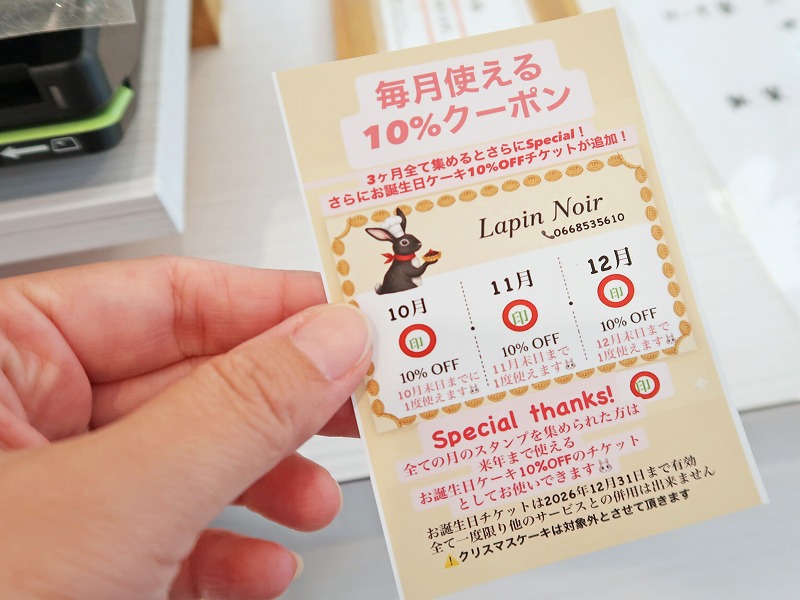 毎月使える
10%クーポン
3ヶ月全て集めるとさらにSpecial！
さらにお誕生日ケーキ10%OFFチケットが追加！
Lapin Noir
0668535610
10月
11月
12月
印
印
印
10% OFF
10% OFF
10% OFF
10月末日までに
1度使えます
11月末日まで
1度使えます
12月末日まで
1度使えます
Special thanks!
印
全ての月のスタンプを集められた方は
来年まで使える
お誕生日ケーキ10%OFFのチケット
としてお使いできます
お誕生日チケットは2026年12月31日まで有効
全て一度限り他のサービスとの併用は出来ません
クリスマスケーキは対象外とさせて頂きます